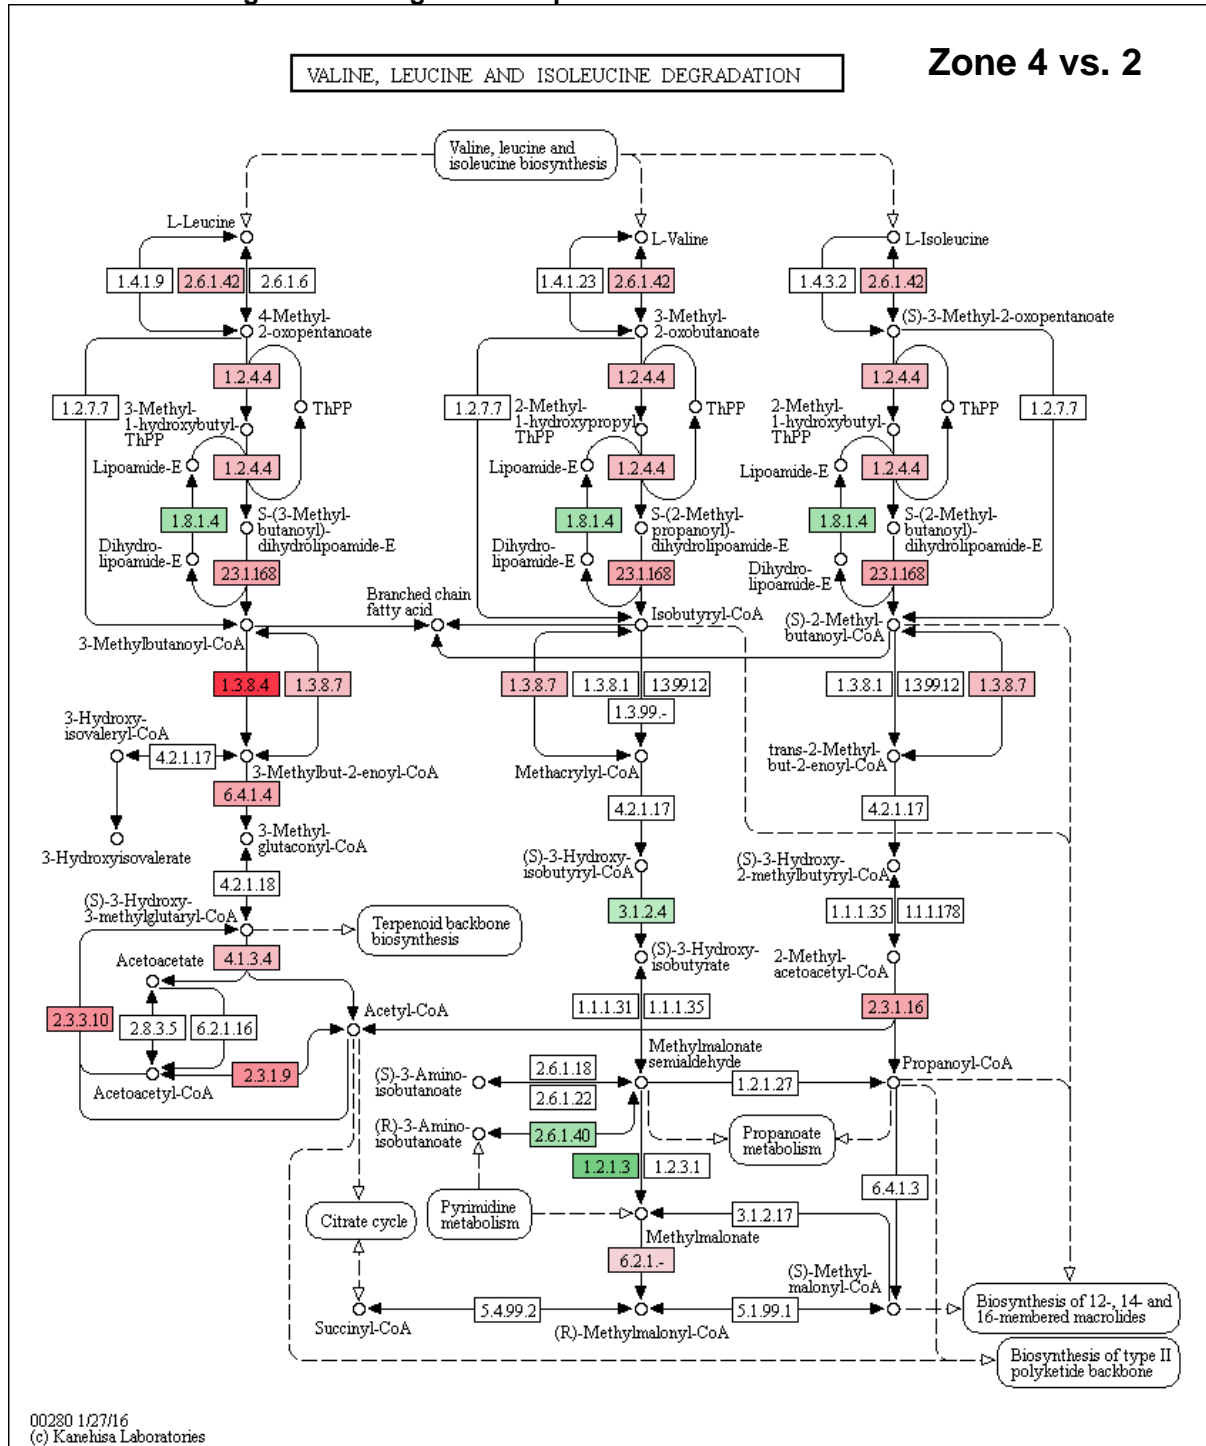 VALINE, LEUCINE AND ISOLEUCINE DEGRADATION
Zone 4 vs. 2
Valine, leucine and
isoleucine biosynthesis
L-Leucine
L-Valine
L-Isoleucine
1.4.1.9
2.6.1.42
2.6.1.6
1.4.1.23
2.6.1.42
1.4.3.2
2.6.1.42
4-Methyl-
2-oxopentanoate
3-Methyl-
2-oxobutanoate
(S)-3-Methyl-2-oxopentanoate
1.2.4.4
1.2.4.4
1.2.4.4
1.2.7.7
3-Methyl-
1-hydroxybutyl-
ThPP
ThPP
1.2.7.7
2-Methyl-
1-hydroxypropyl
ThPP
ThPP
2-Methyl-
1-hydroxybutyl-
ThPP
ThPP
1.2.7.7
Lipoamide-E
1.2.4.4
Lipoamide-E
1.2.4.4
Lipoamide-E
1.2.4.4
1.8.1.4
S-(3-Methyl-
butanoyl)-
dihydrolipoamide-E
1.8.1.4
S-(2-Methyl-
propanoyl)-
dihydrolipoamide-E
1.8.1.4
S-(2-Methyl-
butanoyl)-
dihydrolipoamide-E
Dihydro-
lipoamide-E
2.3.1.168
Dihydro-
lipoamide-E
2.3.1.168
Dihydro-
lipoamide-E
2.3.1.168
Branched chain
fatty acid
3-Methylbutanoyl-CoA
Isobutyryl-CoA
(S)-2-Methyl-
butanoyl-CoA
1.3.8.4
1.3.8.7
1.3.8.7
1.3.8.1
1.3.99.12
1.3.99.-
1.3.8.1
1.3.99.12
1.3.8.7
3-Hydroxy-
isovaleryl-CoA
4.2.1.17
3-Methylbut-2-enoyl-CoA
Methacrylyl-CoA
trans-2-Methyl-
but-2-enoyl-CoA
6.4.1.4
4.2.1.17
4.2.1.17
3-Hydroxyisovalerate
3-Methyl-
glutaconyl-CoA
(S)-3-Hydroxy-
isobutyryl-CoA
(S)-3-Hydroxy-
2-methylbutyryl-CoA
4.2.1.18
(S)-3-Hydroxy-
3-methylglutaryl-CoA
Terpenoid backbone
biosynthesis
3.1.2.4
1.1.1.35
1.1.1.178
4.1.3.4
(S)-3-Hydroxy-
isobutyrate
2-Methyl-
acetoacetyl-CoA
Acetoacetate
2.3.3.10
2.8.3.5
6.2.1.16
Acetyl-CoA
1.1.1.31
1.1.1.35
2.3.1.16
2.3.1.9
Acetoacetyl-CoA
Methylmalonate
semialdehyde
Propanoyl-CoA
(S)-3-Amino-
isobutanoate
2.6.1.18
2.6.1.22
1.2.1.27
(R)-3-Amino-
isobutanoate
2.6.1.40
Propanoate
metabolism
1.2.1.3
1.2.3.1
6.4.1.3
Citrate cycle
Pyrimidine
metabolism
3.1.2.17
Methylmalonate
6.2.1.-
(S)-Methyl-
malonyl-CoA
Succinyl-CoA
5.4.99.2
(R)-Methylmalonyl-CoA
5.1.99.1
Biosynthesis of 12-, 14- and
16-membered macrolides
Biosynthesis of type II
polyketide backbone
00280 1/27/16
(c) Kanehisa Laboratories